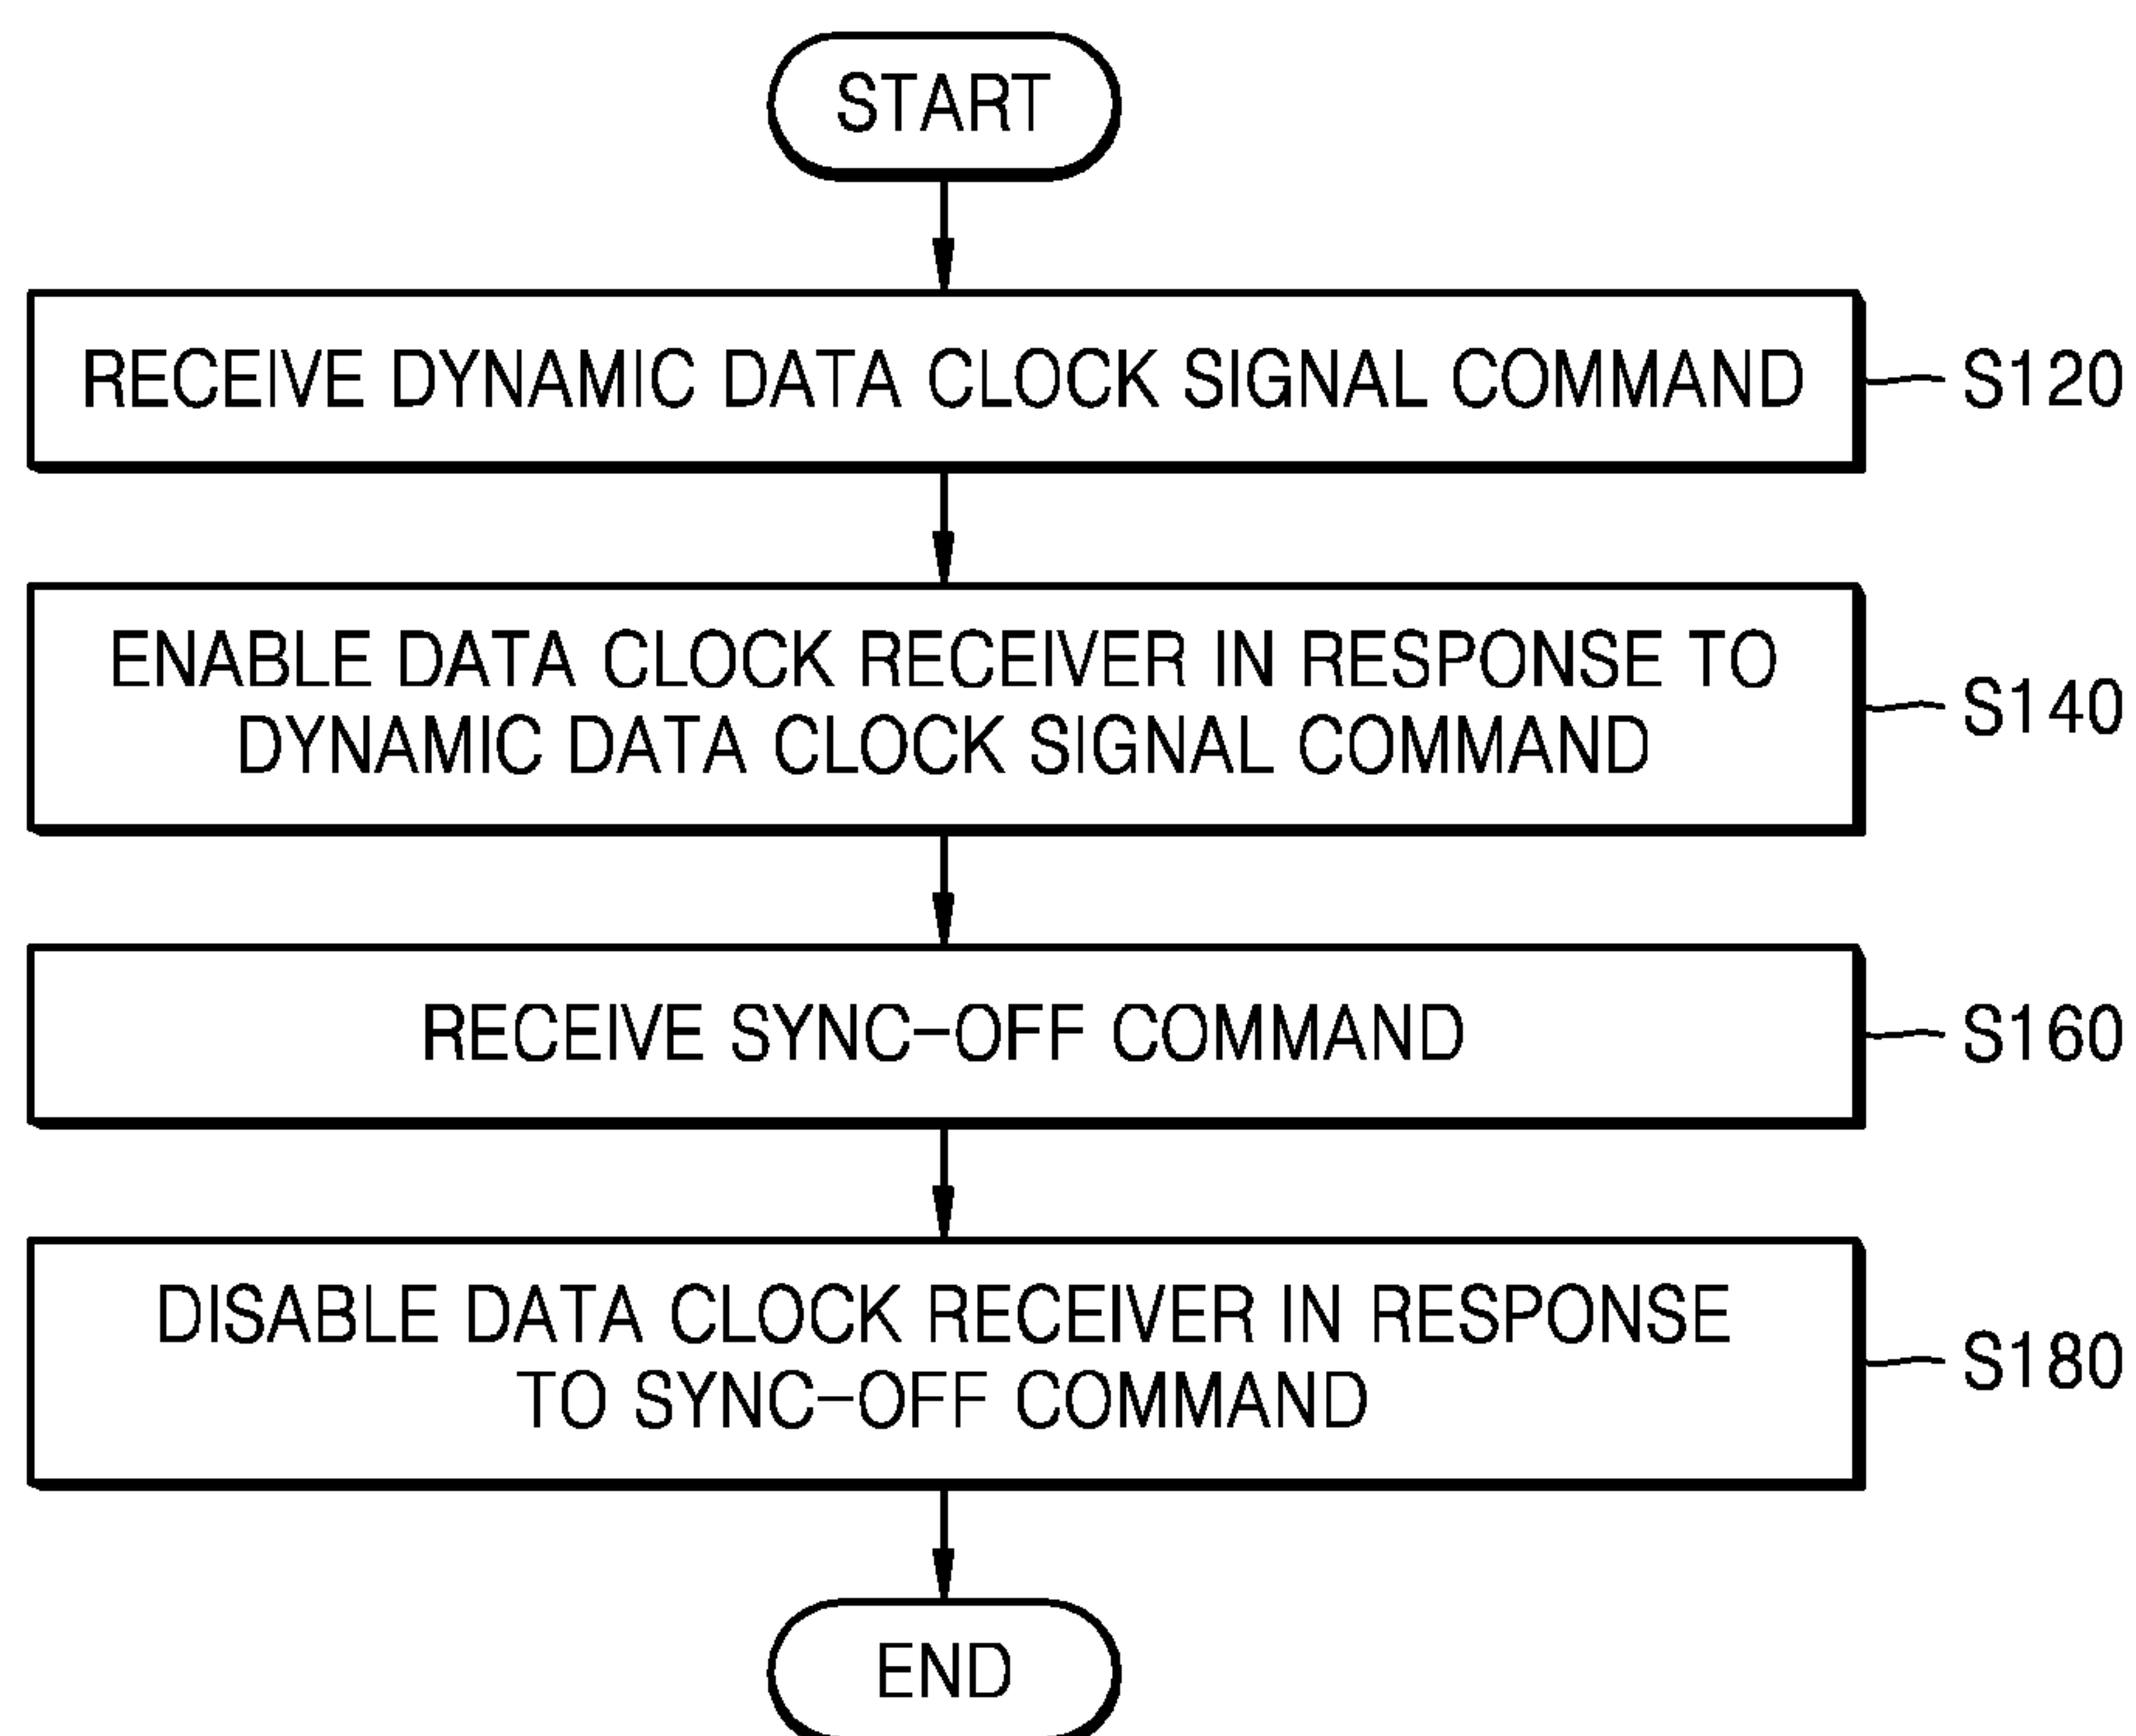 START
RECEIVE DYNAMIC DATA CLOCK SIGNAL COMMAND
S120
ENABLE DATA CLOCK RECEIVER IN RESPONSE TO
DYNAMIC DATA CLOCK SIGNAL COMMAND
S140
RECEIVE SYNC-OFF COMMAND
S160
DISABLE DATA CLOCK RECEIVER IN RESPONSE
TO SYNC-OFF COMMAND
S180
END